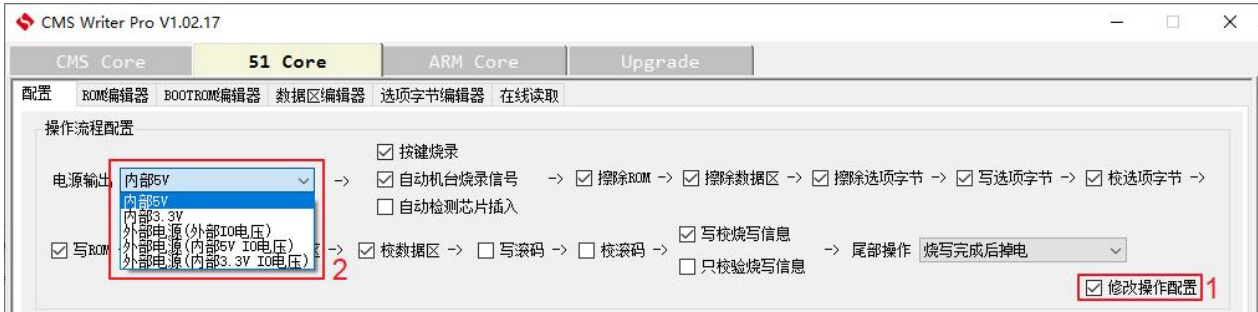 CMS Writer Pro V1.02.17
CMS Core 51 Core ARM Core Upgrade
配置 ROM编辑器 BOOTROM编辑器 数据区编辑器 选项字节编辑器 在线读取
操作流程配置
按键烧录
电源输出 内部5V -> 自动机台烧录信号 -> 擦除ROM -> 擦除数据区 -> 擦除选项字节 -> 写选项字节 -> 校选项字节 ->
自动检测芯片插入
内部5V
内部3.3V
外部电源(外部IO电压)
外部电源(内部5V IO电压)
外部电源(内部3.3V IO电压)
2
写ROM -> 校数据区 -> 写滚码 -> 校滚码 -> 写校烧写信息 -> 尾部操作 烧写完成后掉电
只校验烧写信息
修改操作配置 1